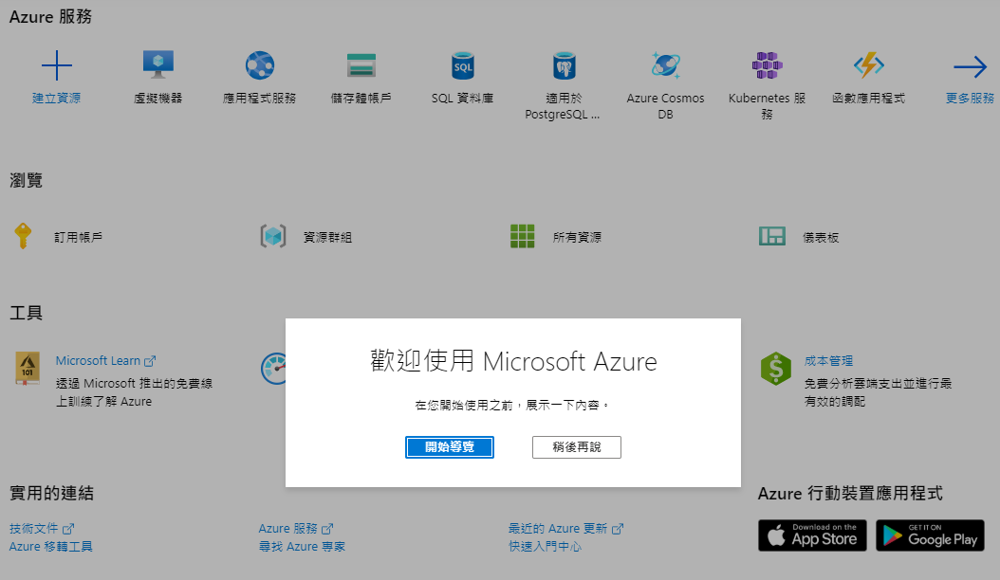 Azure 服務
建立資源
虛擬機器
應用程式服務
儲存體帳戶
SQL
SQL 資料庫
適用於
PostgreSQL ...
Azure Cosmos
DB
Kubernetes 服
務
函數應用程式
更多服務
瀏覽
訂用帳戶
資源群組
所有資源
儀表板
工具
101
Microsoft Learn
透過 Microsoft 推出的免費線
上訓練了解 Azure
歡迎使用 Microsoft Azure
在您開始使用之前，展示一下內容。
開始導覽
稍後再說
$
成本管理
免費分析雲端支出並進行最
有效的調配
實用的連結
技術文件
Azure 移轉工具
Azure 服務
尋找 Azure 專家
最近的 Azure 更新
快速入門中心
Azure 行動裝置應用程式
Download on the
App Store
GET IT ON
Google Play